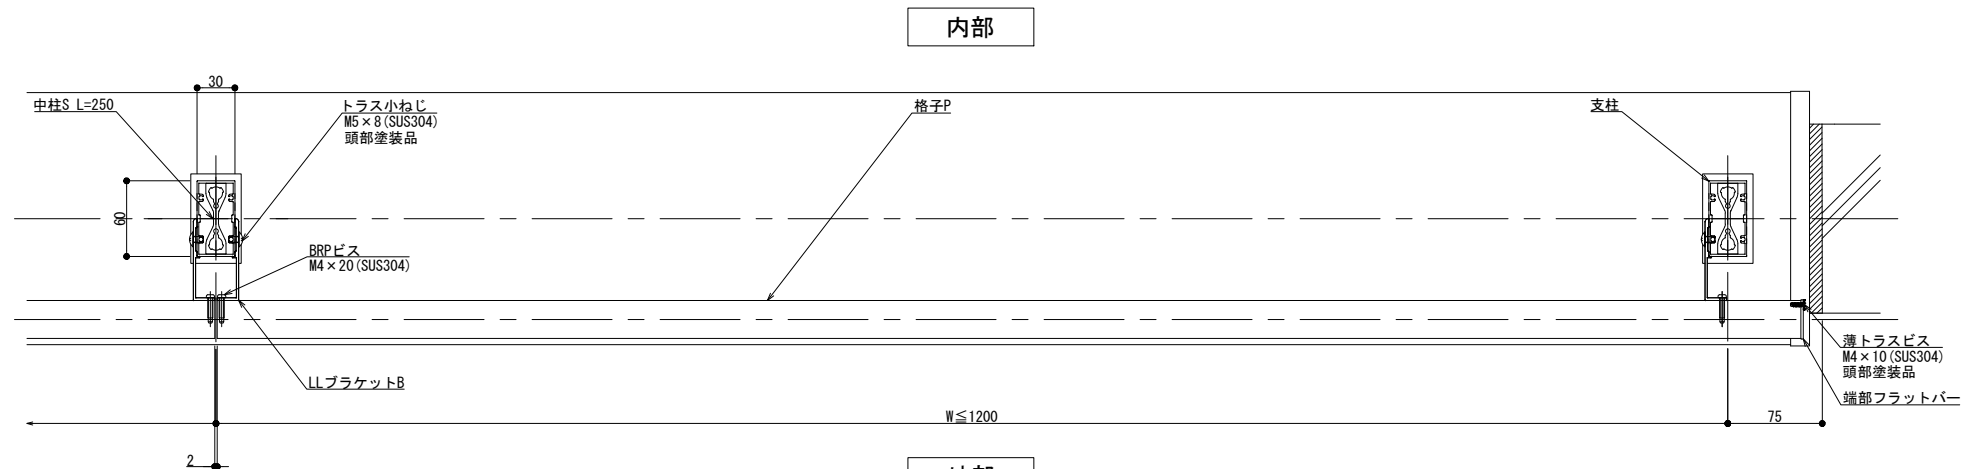 内部
30
中柱S L=250
トラス小ねじ
M5×8(SUS304)
頭部塗装品
格子P
支柱
60
BRPビス
M4×20(SUS304)
LLブラケットB
薄トラスビス
M4×10(SUS304)
頭部塗装品
端部フラットバー
W≦1200
75
2